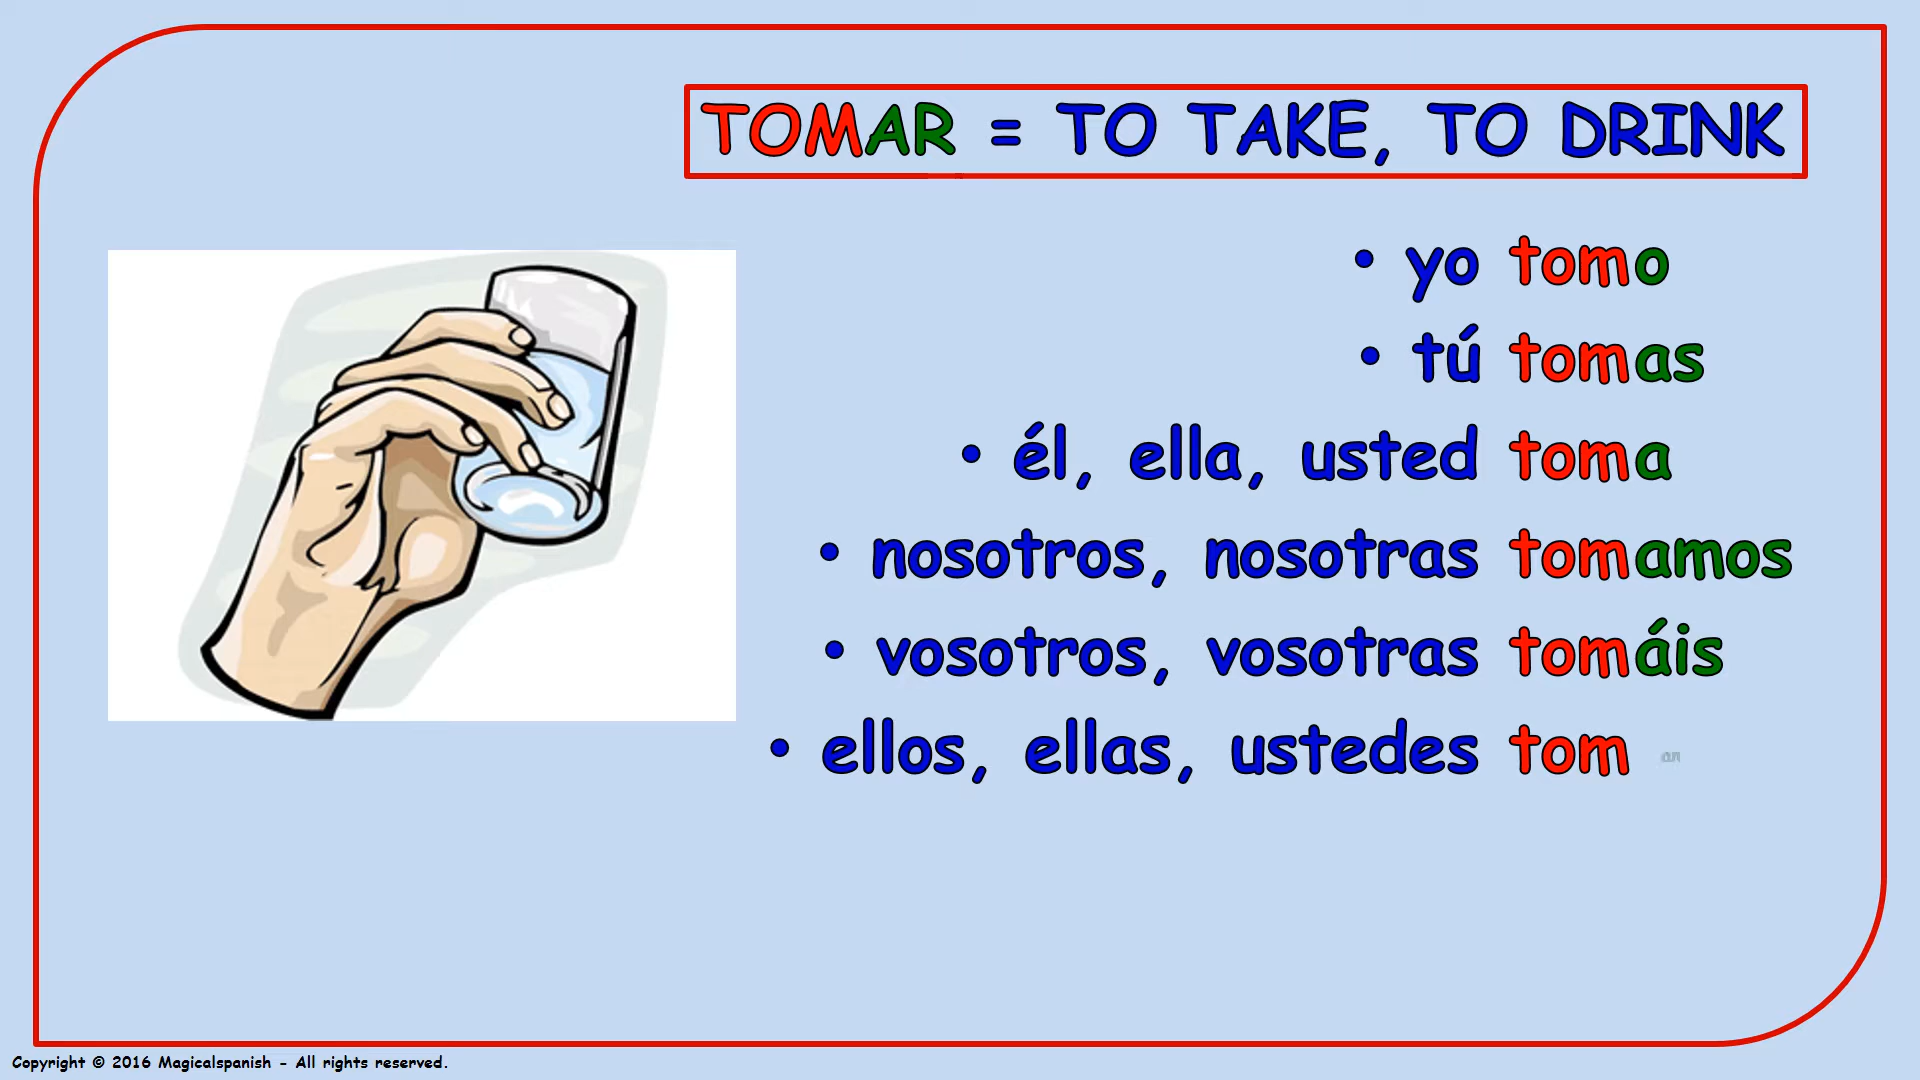 TOMAR = TO TAKE, TO DRINK
• yo tomo
• tú tomas
• él, ella, usted toma
• nosotros, nosotras tomamos
• vosotros, vosotras tomáis
• ellos, ellas, ustedes tom an
Copyright © 2016 Magicalspanish - All rights reserved.